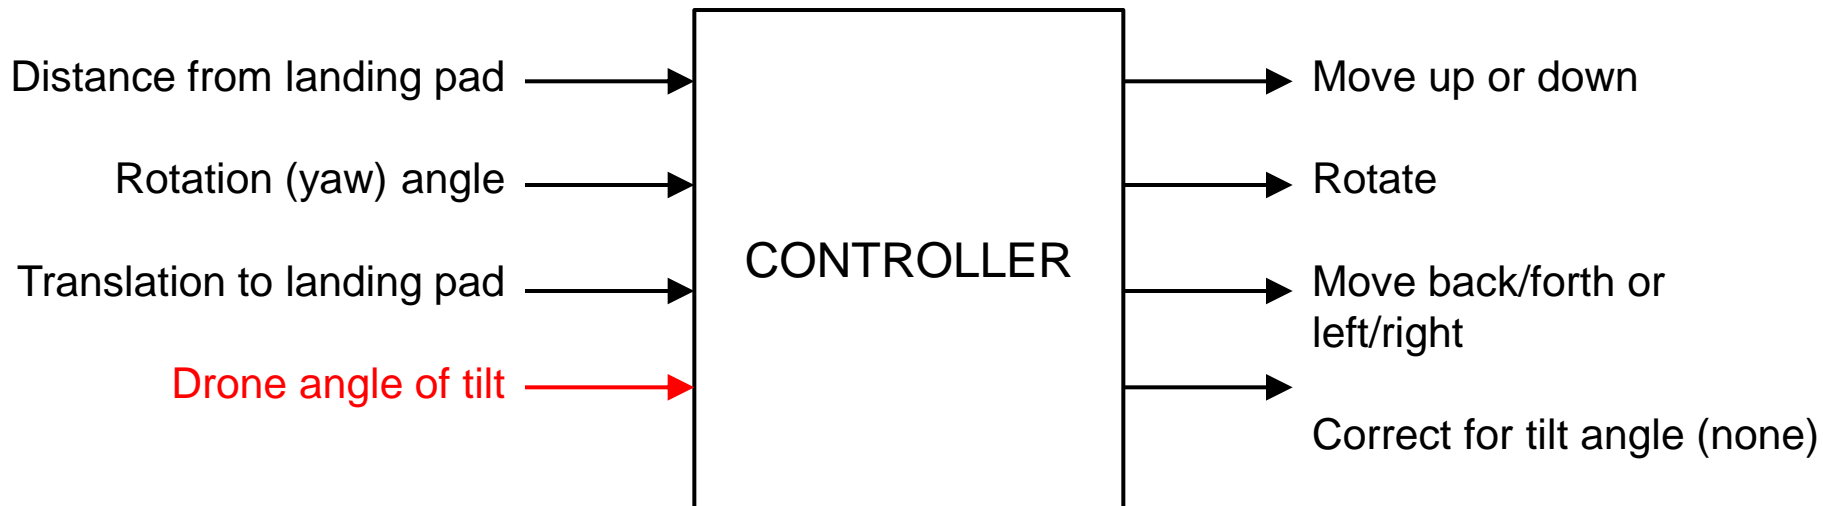 Distance from landing pad
Rotation (yaw) angle
Translation to landing pad
Drone angle of tilt
CONTROLLER
Move up or down
Rotate
Move back/forth or
left/right
Correct for tilt angle (none)